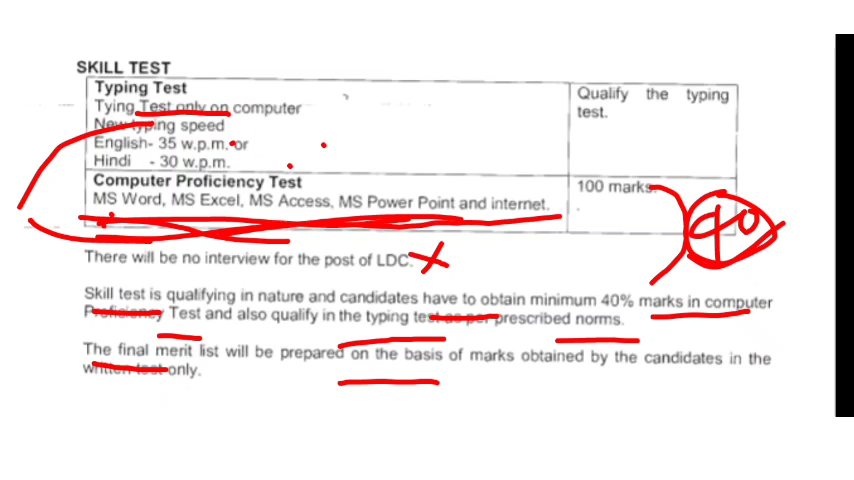 SKILL TEST
Typing Test
Tying Test only on computer
New typing speed
English- 35 w.p.m. or
Hindi - 30 w.p.m.
Qualify the typing
test.
Computer Proficiency Test
MS Word, MS Excel, MS Access, MS Power Point and internet.
100 marks.
40
There will be no interview for the post of LDC.
Skill test is qualifying in nature and candidates have to obtain minimum 40% marks in computer
Proficiency Test and also qualify in the typing test as per prescribed norms.
The final merit list will be prepared on the basis of marks obtained by the candidates in the
written test only.